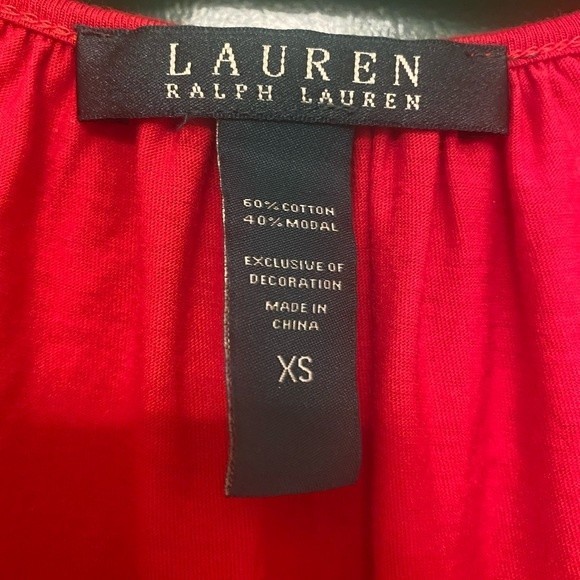 LAUREN
RALPH LAUREN
60% COTTON
40% MODAL
EXCLUSIVE OF
DECORATION
MADE IN
CHINA
XS